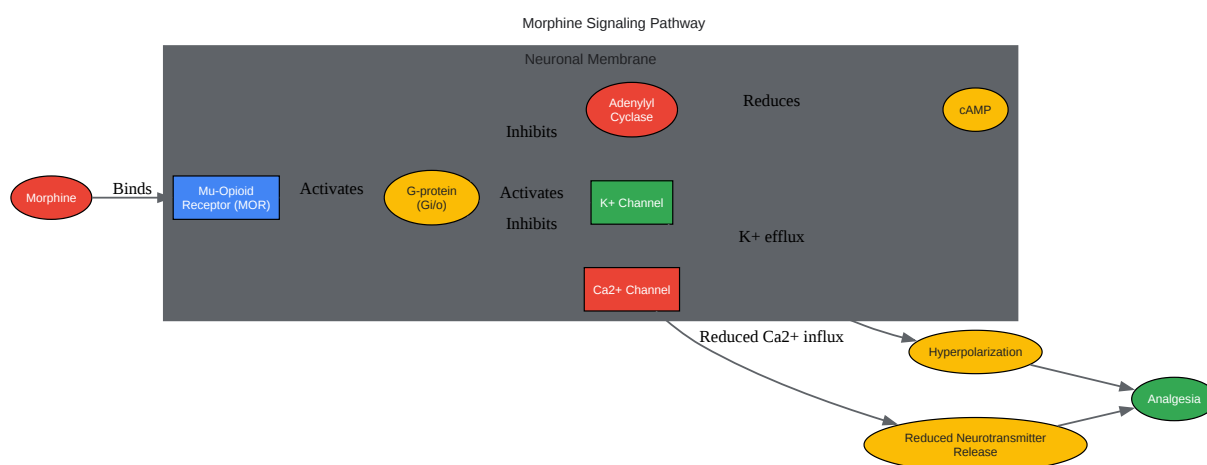 Morphine Signaling Pathway
Neuronal Membrane
Adenylyl
Cyclase
Reduces
cAMP
Inhibits
Morphine
Binds
Mu-Opioid
Receptor (MOR)
Activates
G-protein
(Gi/o)
Activates
K+ Channel
Inhibits
K+ efflux
Ca2+ Channel
Reduced Ca2+ influx
Hyperpolarization
Analgesia
Reduced Neurotransmitter
Release